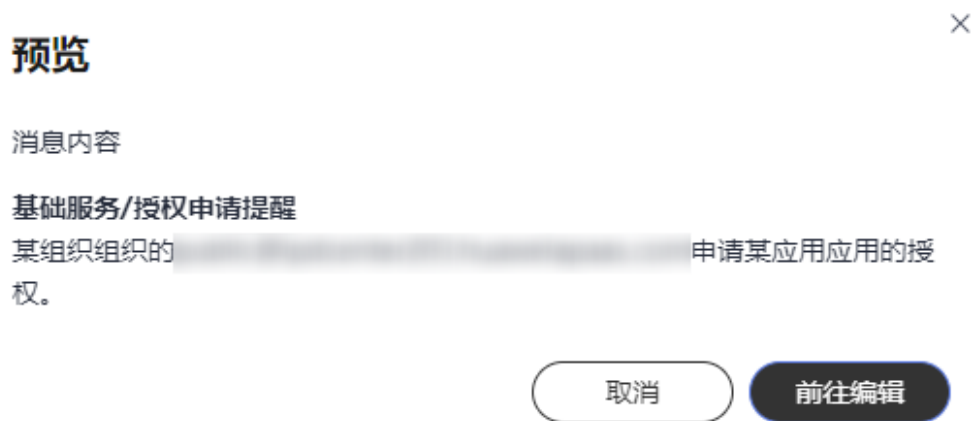 预览
消息内容
基础服务/授权申请提醒
某组织组织的申请某应用应用的授
权。
取消
前往编辑